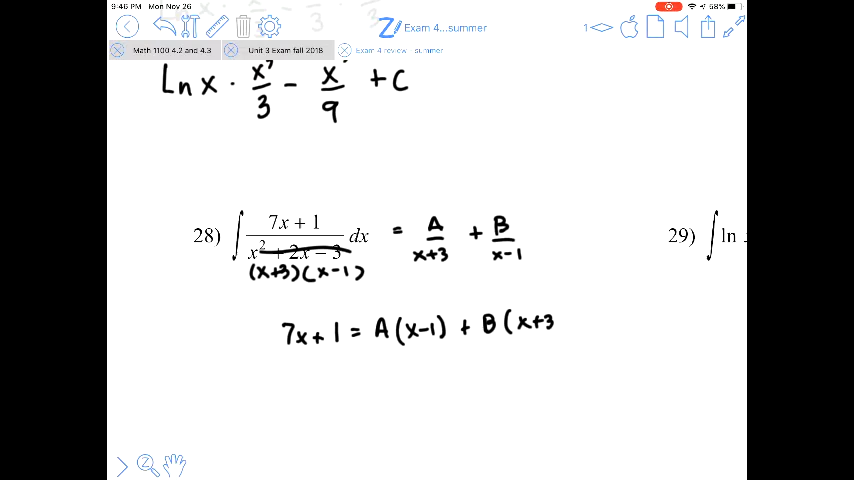 9:46 PM Mon Nov 26
58%
Exam 4...summer
1
Math 1100 4.2 and 4.3
Unit 3 Exam fall 2018
Exam 4 review - summer
Ln x · x³/3 - x/9 + C
28) ∫ (7x + 1)/(x² + 2x − 3) dx = A/(x+3) + B/(x-1)
(x+3)(x-1)
29) ∫ ln
7x+1 = A(x-1) + B(x+3